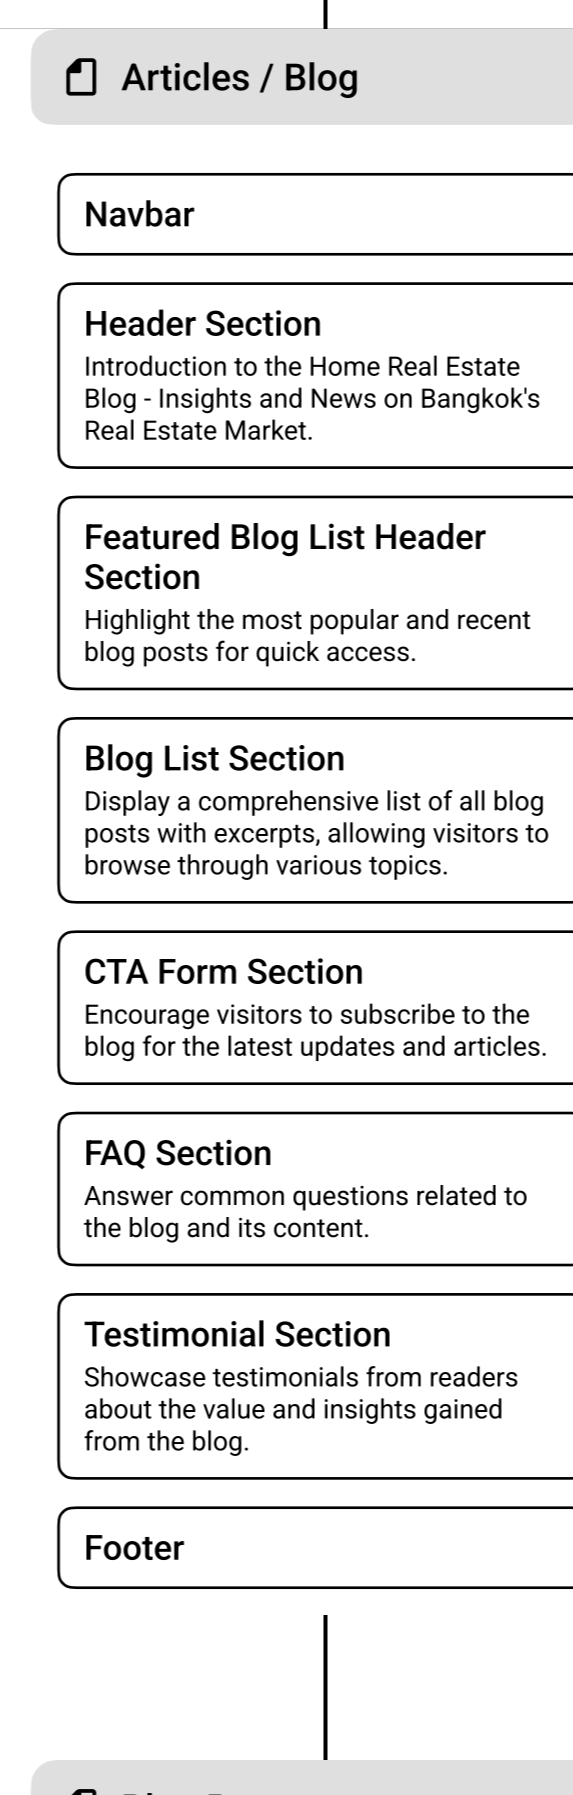 Articles / Blog
Navbar
Header Section
Introduction to the Home Real Estate
Blog - Insights and News on Bangkok's
Real Estate Market.
Featured Blog List Header
Section
Highlight the most popular and recent
blog posts for quick access.
Blog List Section
Display a comprehensive list of all blog
posts with excerpts, allowing visitors to
browse through various topics.
CTA Form Section
Encourage visitors to subscribe to the
blog for the latest updates and articles.
FAQ Section
Answer common questions related to
the blog and its content.
Testimonial Section
Showcase testimonials from readers
about the value and insights gained
from the blog.
Footer